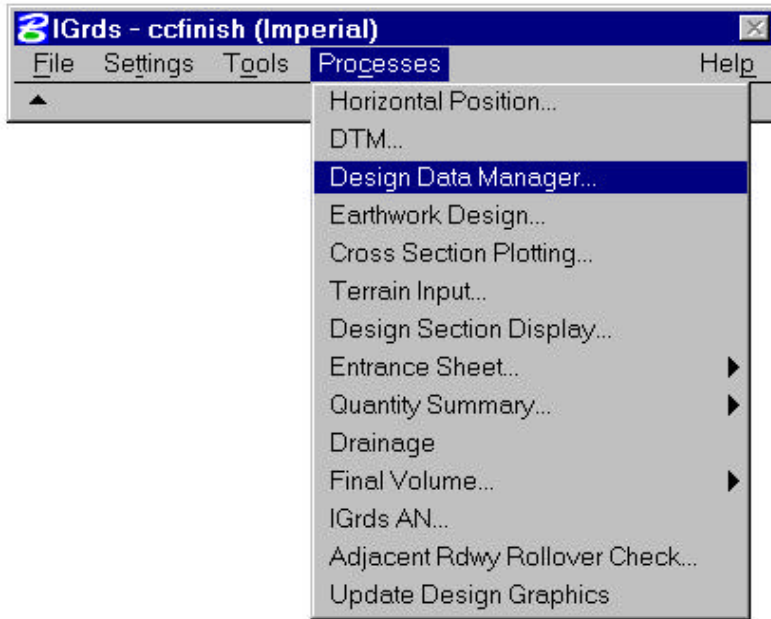 IGrds - ccfinish (Imperial)
File Settings Tools Processes Help
Horizontal Position...
DTM...
Design Data Manager...
Earthwork Design...
Cross Section Plotting...
Terrain Input...
Design Section Display...
Entrance Sheet...
Quantity Summary...
Drainage
Final Volume...
IGrds AN...
Adjacent Rdwy Rollover Check...
Update Design Graphics